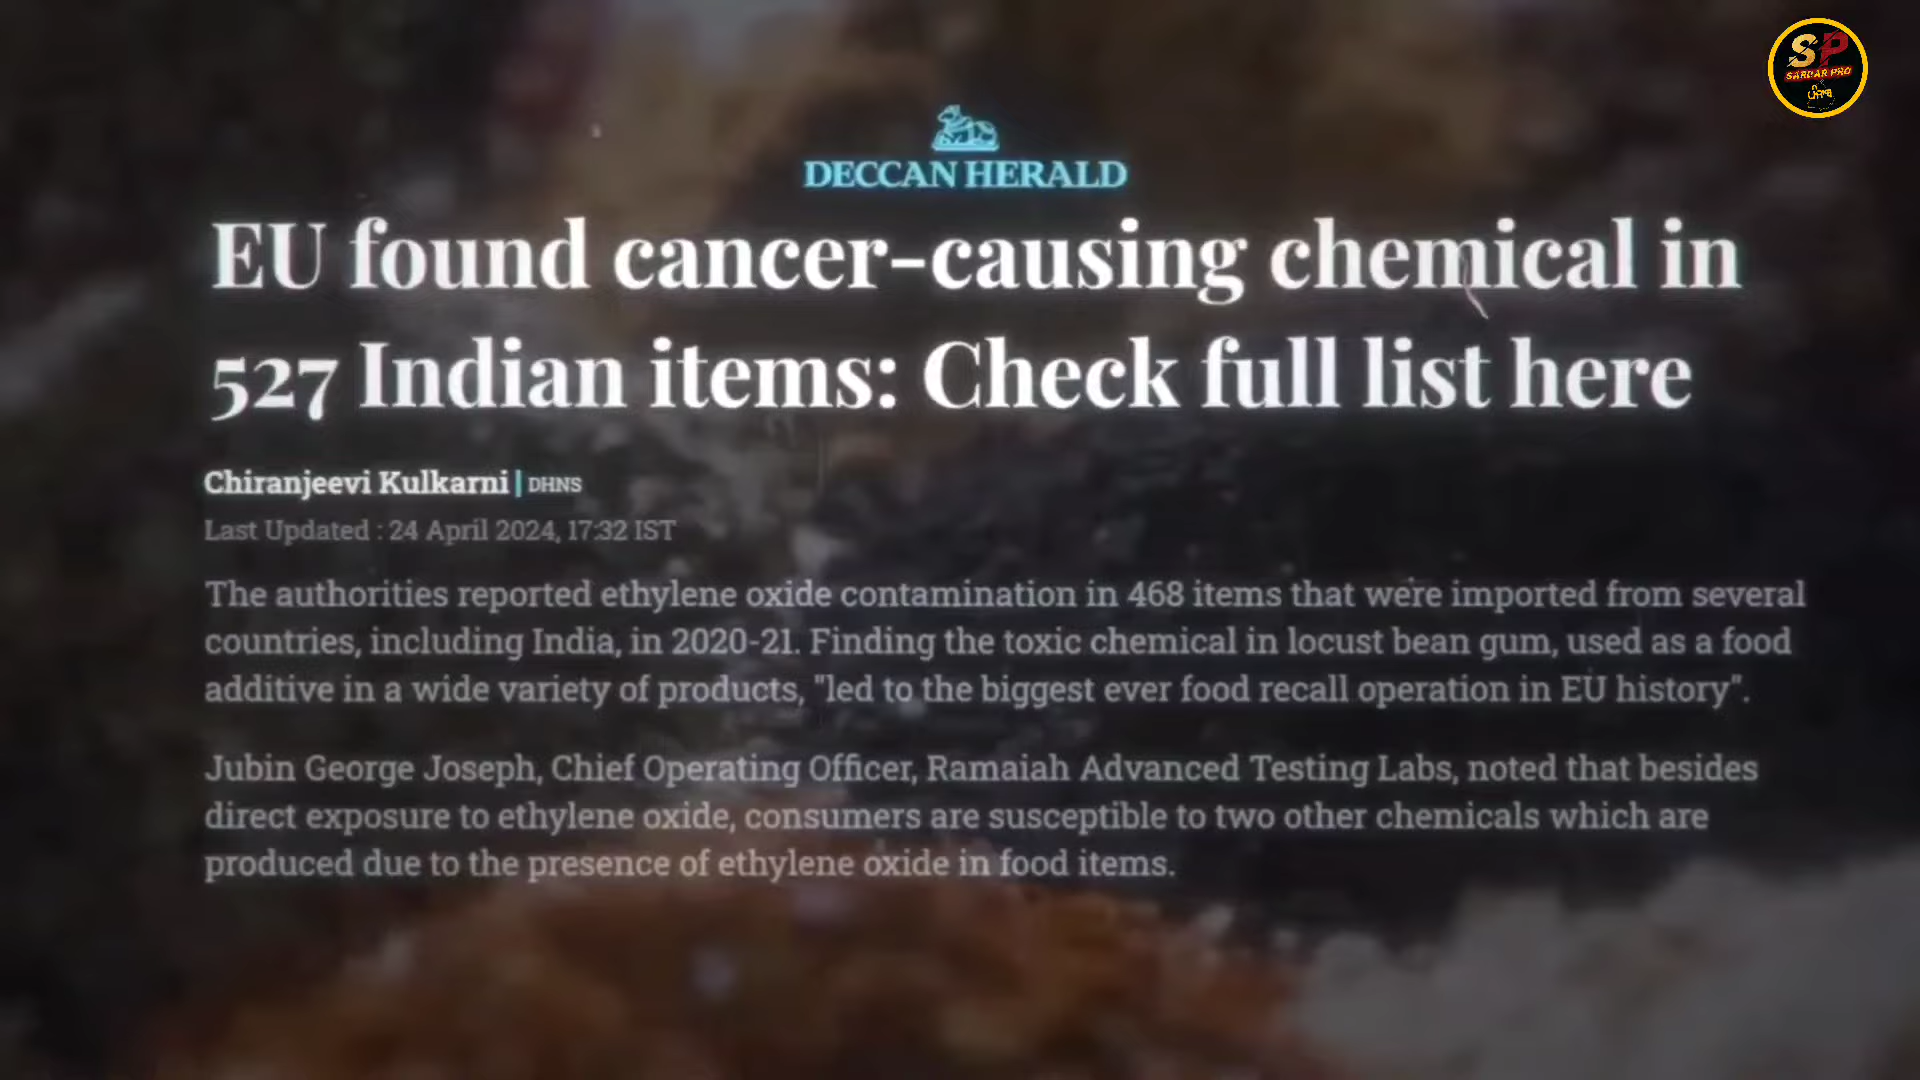 SP
SARDAR PRO
ਪੰਜਾਬ
DECCAN HERALD
EU found cancer-causing chemical in
527 Indian items: Check full list here
Chiranjeevi Kulkarni | DHNS
Last Updated : 24 April 2024, 17:32 IST
The authorities reported ethylene oxide contamination in 468 items that were imported from several
countries, including India, in 2020-21. Finding the toxic chemical in locust bean gum, used as a food
additive in a wide variety of products, "led to the biggest ever food recall operation in EU history".
Jubin George Joseph, Chief Operating Officer, Ramaiah Advanced Testing Labs, noted that besides
direct exposure to ethylene oxide, consumers are susceptible to two other chemicals which are
produced due to the presence of ethylene oxide in food items.